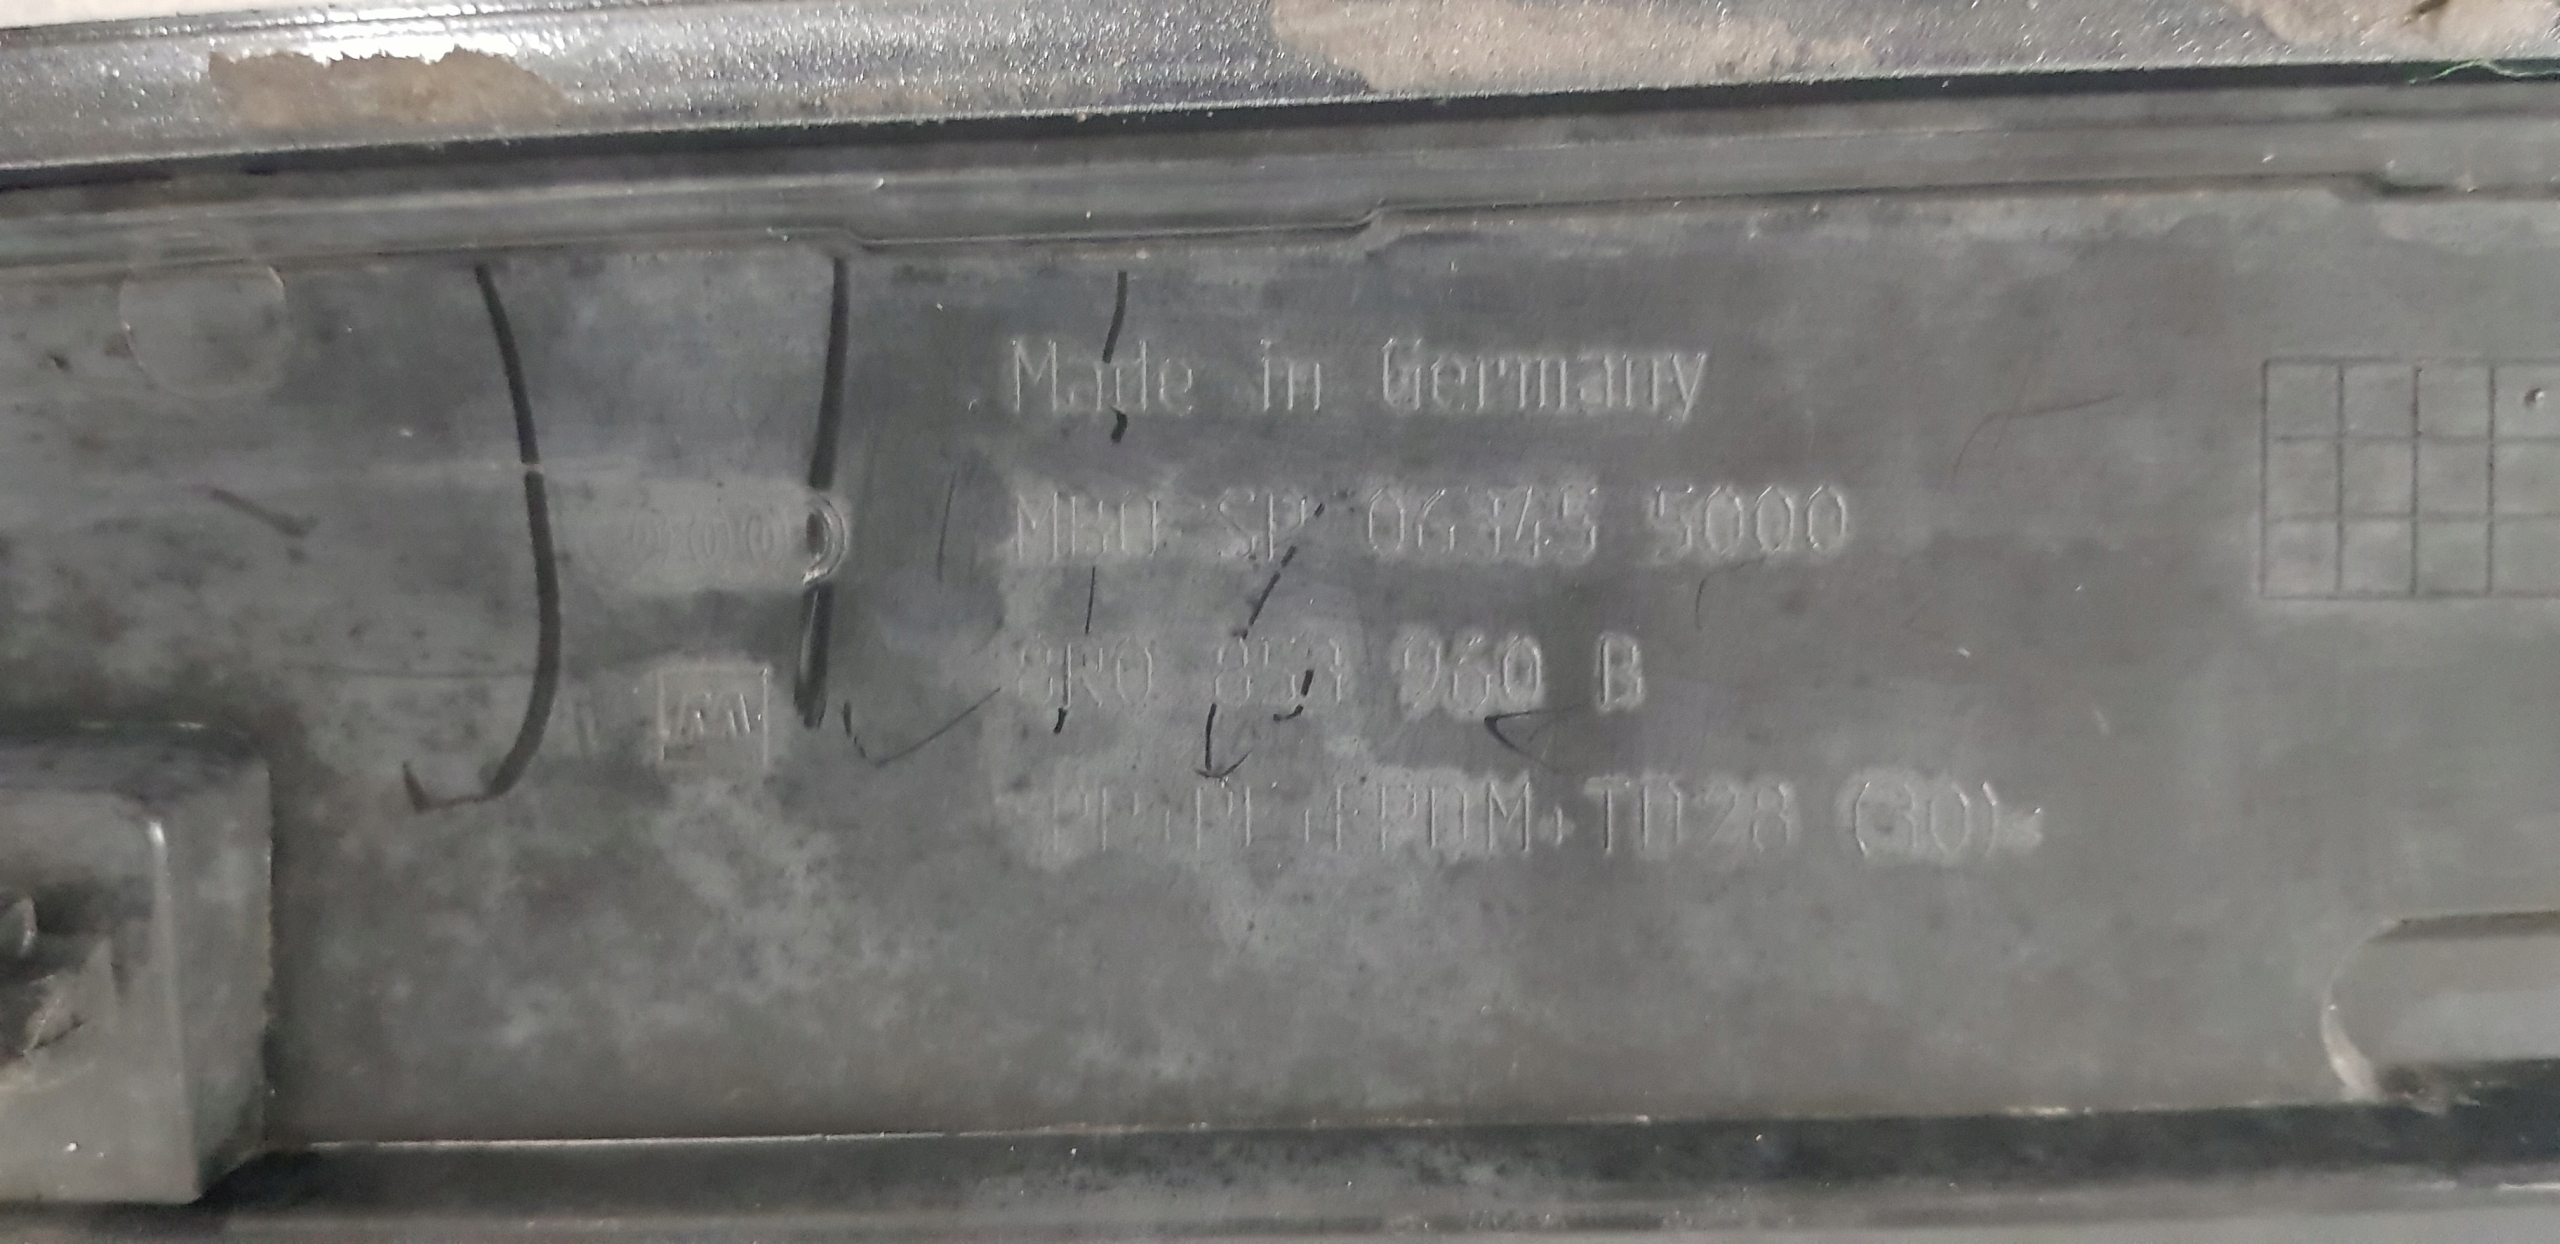 Made in Germany
MBO SP 06345 5000
8R0 853 960 B
>PP+PE+EPDM+TD28 (30)<